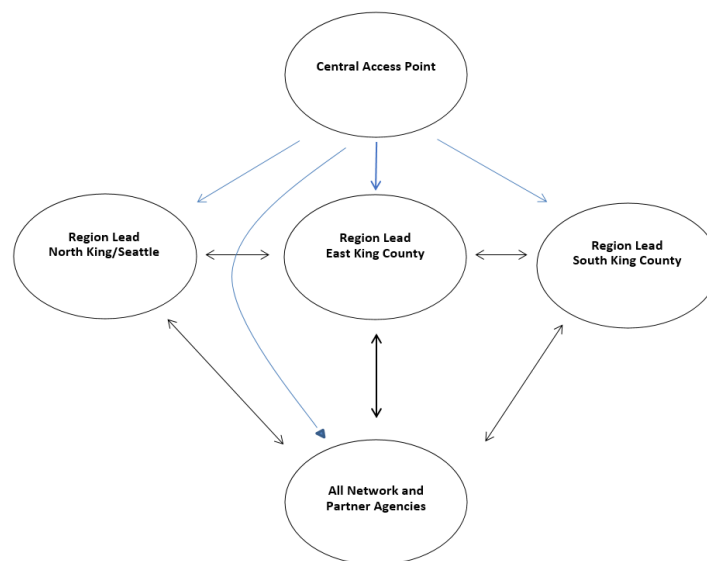 Central Access Point
Region Lead
North King/Seattle
Region Lead
East King County
Region Lead
South King County
All Network and
Partner Agencies